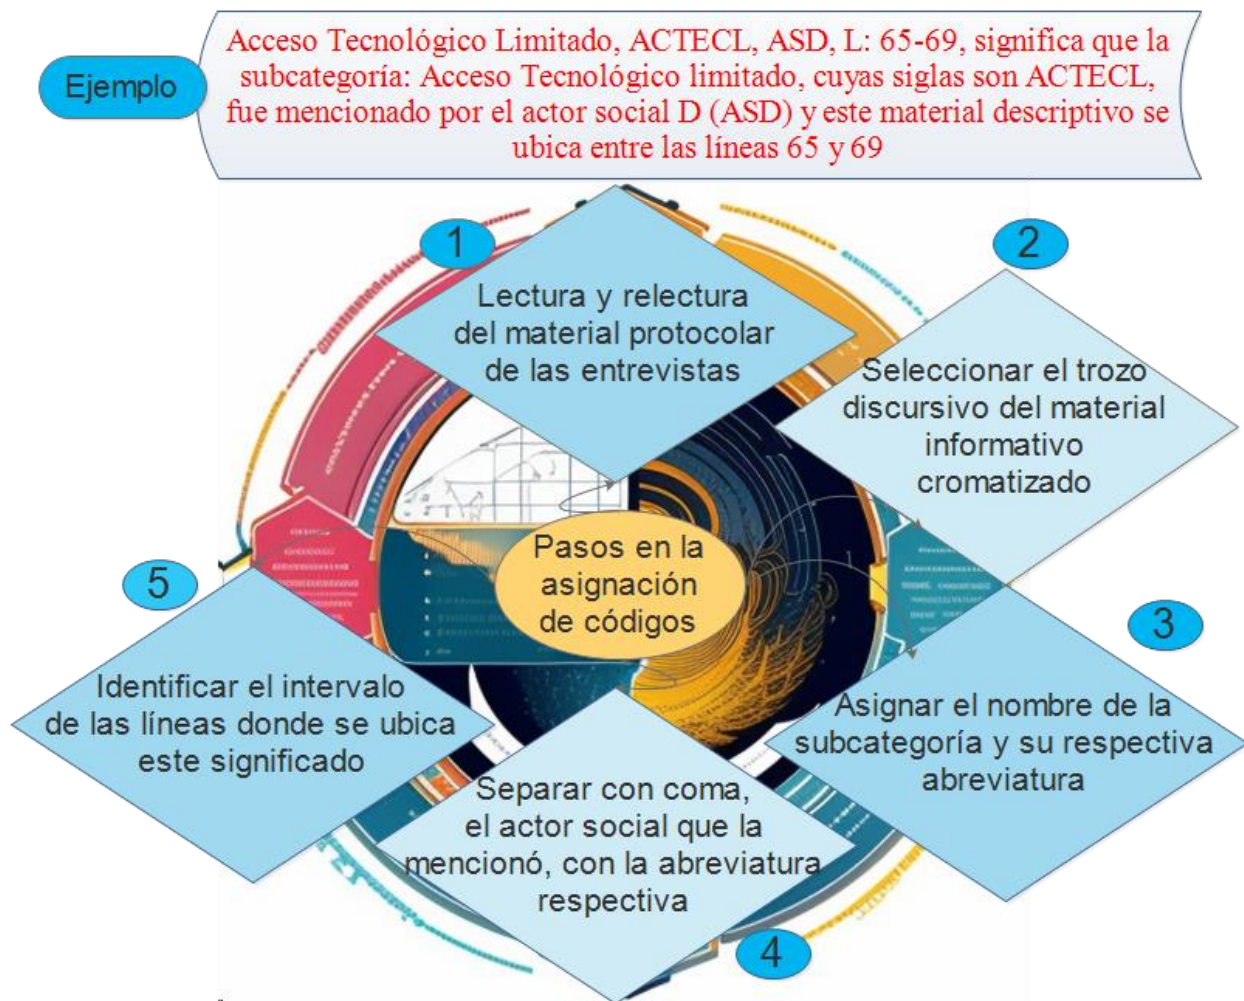 Ejemplo
Acceso Tecnológico Limitado, ACTECL, ASD, L: 65-69, significa que la
subcategoría: Acceso Tecnológico limitado, cuyas siglas son ACTECL,
fue mencionado por el actor social D (ASD) y este material descriptivo se
ubica entre las líneas 65 y 69
1
Lectura y relectura
del material protocolar
de las entrevistas
2
Seleccionar el trozo
discursivo del material
informativo
cromatizado
Pasos en la
asignación
de códigos
3
Asignar el nombre de la
subcategoría y su respectiva
abreviatura
4
Separar con coma,
el actor social que la
mencionó, con la abreviatura
respectiva
5
Identificar el intervalo
de las líneas donde se ubica
este significado